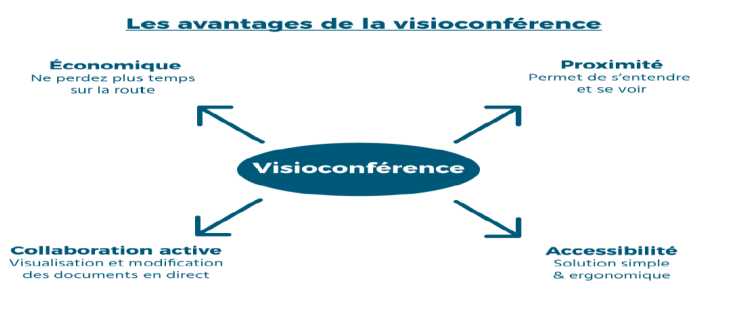 Les avantages de la visioconférence
Économique
Ne perdez plus temps
sur la route
Proximité
Permet de s'entendre
et se voir
Visioconférence
Collaboration active
Visualisation et modification
des documents en direct
Accessibilité
Solution simple
& ergonomique